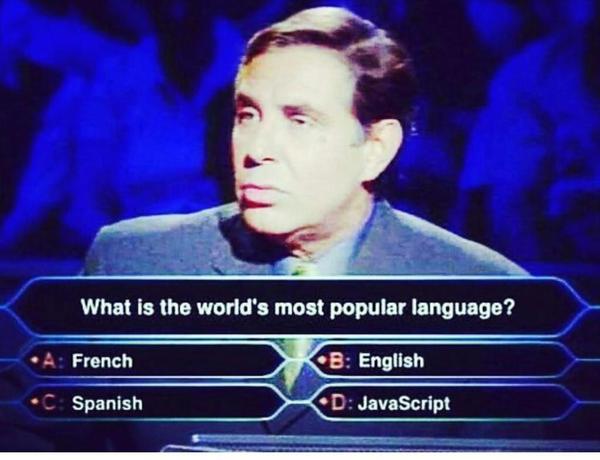 What is the world's most popular language?
A: French
B: English
C: Spanish
D: JavaScript